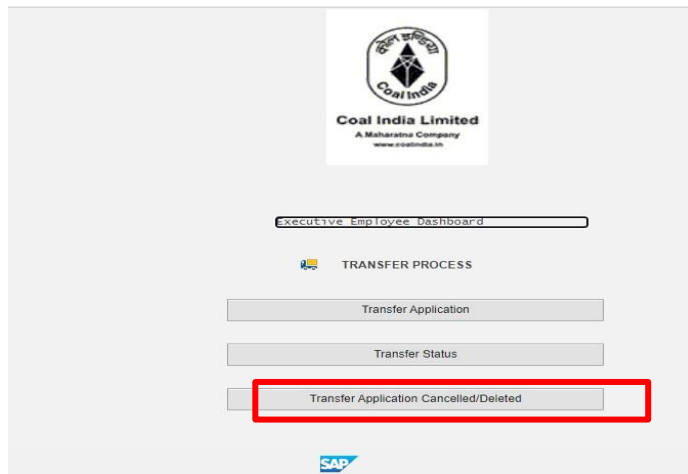 कोल इण्डिया
Coal India
Coal India Limited
A Maharatna Company
www.coalindia.in
Executive Employee Dashboard
TRANSFER PROCESS
Transfer Application
Transfer Status
Transfer Application Cancelled/Deleted
SAP